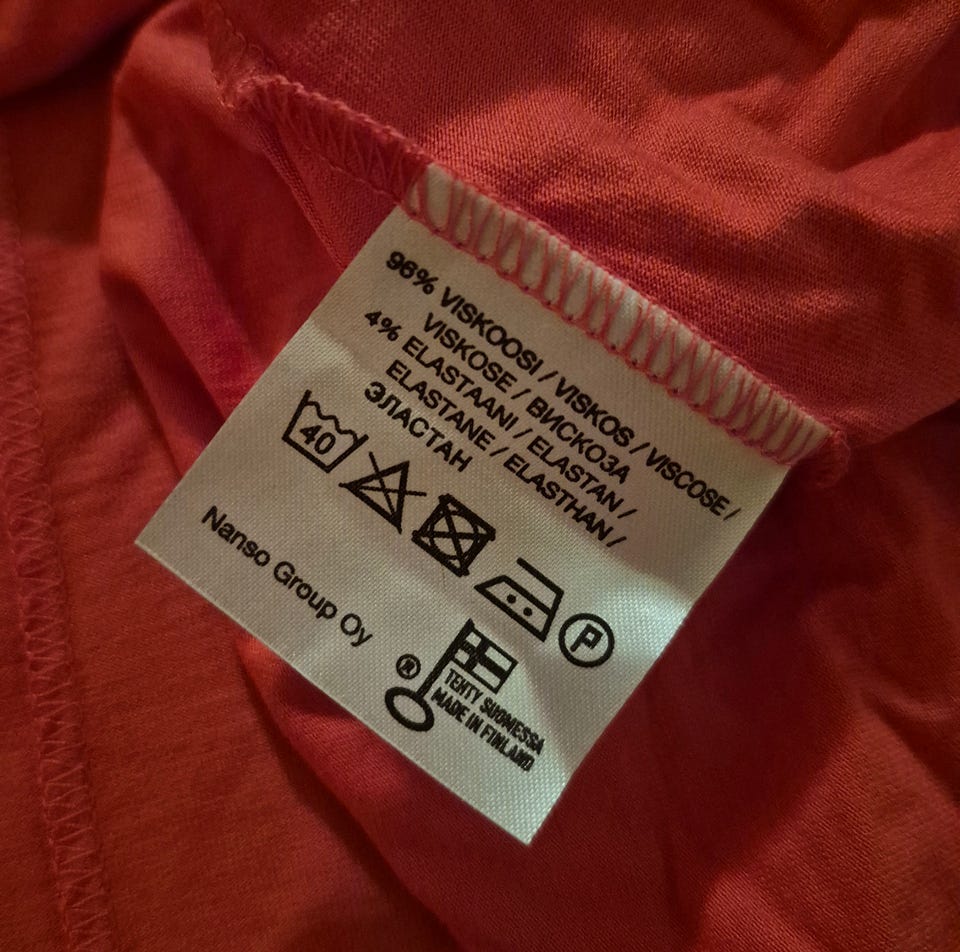 96% VISKOOSI / VISKOS / VISCOSE /
VISKOSE / ВИСКОЗА
4% ELASTAANI / ELASTAN /
ELASTANE / ELASTHAN /
ЭЛАСТАН
40
P
Nanso Group Oy
®
TEHTY SUOMESSA
MADE IN FINLAND